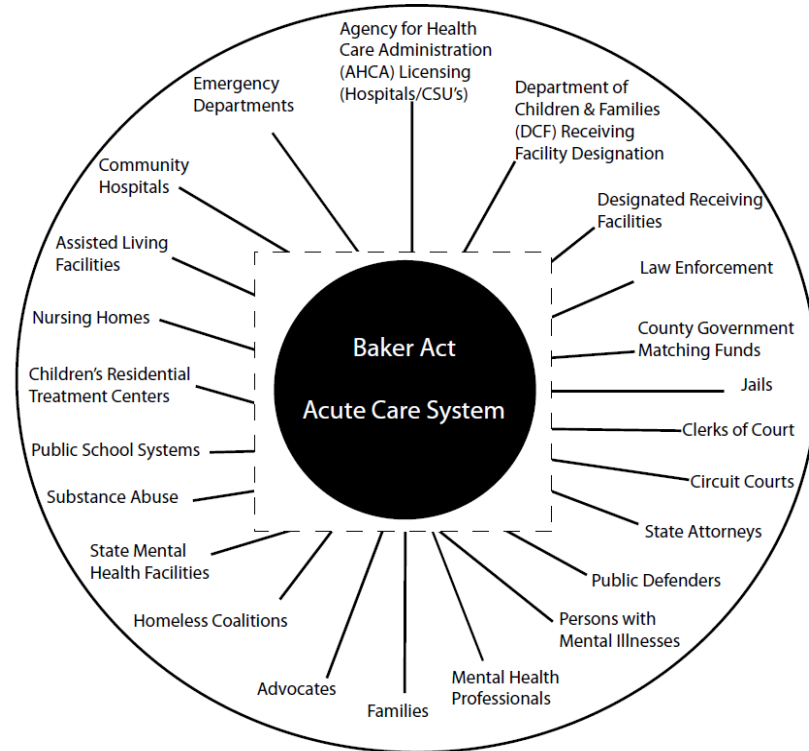 Agency for Health
Care Administration
(AHCA) Licensing
(Hospitals/CSU's)
Department of
Children & Families
(DCF) Receiving
Facility Designation
Designated Receiving
Facilities
Law Enforcement
County Government
Matching Funds
Jails
Clerks of Court
Circuit Courts
State Attorneys
Public Defenders
Persons with
Mental Illnesses
Mental Health
Professionals
Families
Advocates
Homeless Coalitions
State Mental
Health Facilities
Substance Abuse
Public School Systems
Children's Residential
Treatment Centers
Nursing Homes
Assisted Living
Facilities
Community
Hospitals
Emergency
Departments
Baker Act
Acute Care System